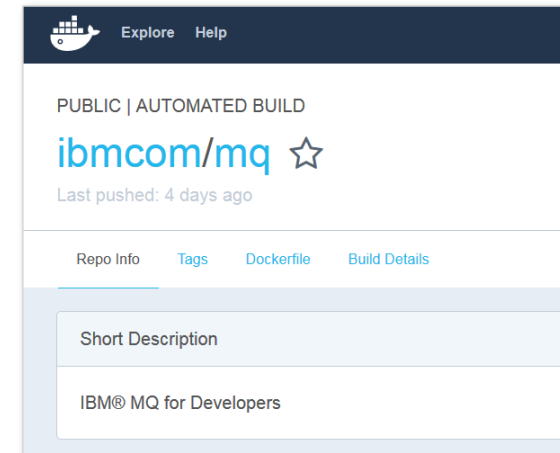 Explore Help
PUBLIC | AUTOMATED BUILD
ibmcom/mq
Last pushed: 4 days ago
Repo Info Tags Dockerfile Build Details
Short Description
IBM® MQ for Developers